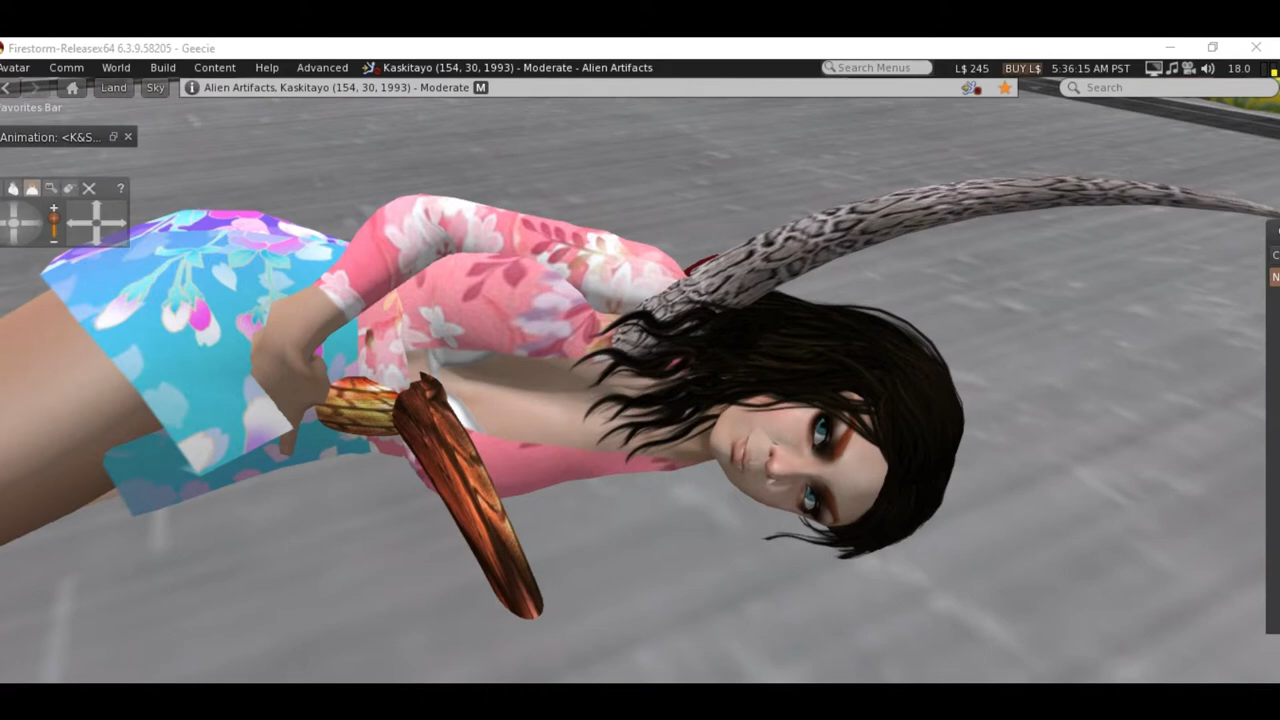 Firestorm-Releasex64 6.3.9.58205 - Geecie
Avatar Comm World Build Content Help Advanced Kaskitayo (154, 30, 1993) - Moderate - Alien Artifacts Search Menus L$ 245 BUY L$ 5:36:15 AM PST 18.0
Land Sky Alien Artifacts, Kaskitayo (154, 30, 1993) - Moderate M Search
Favorites Bar
Animation: <K&S...
?
N